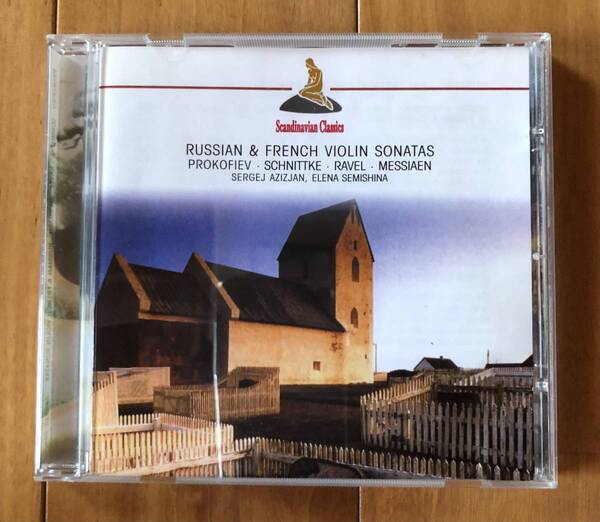 Scandinavian Classics
RUSSIAN & FRENCH VIOLIN SONATAS
PROKOFIEV · SCHNITTKE · RAVEL · MESSIAEN
SERGEJ AZIZJAN, ELENA SEMISHINA